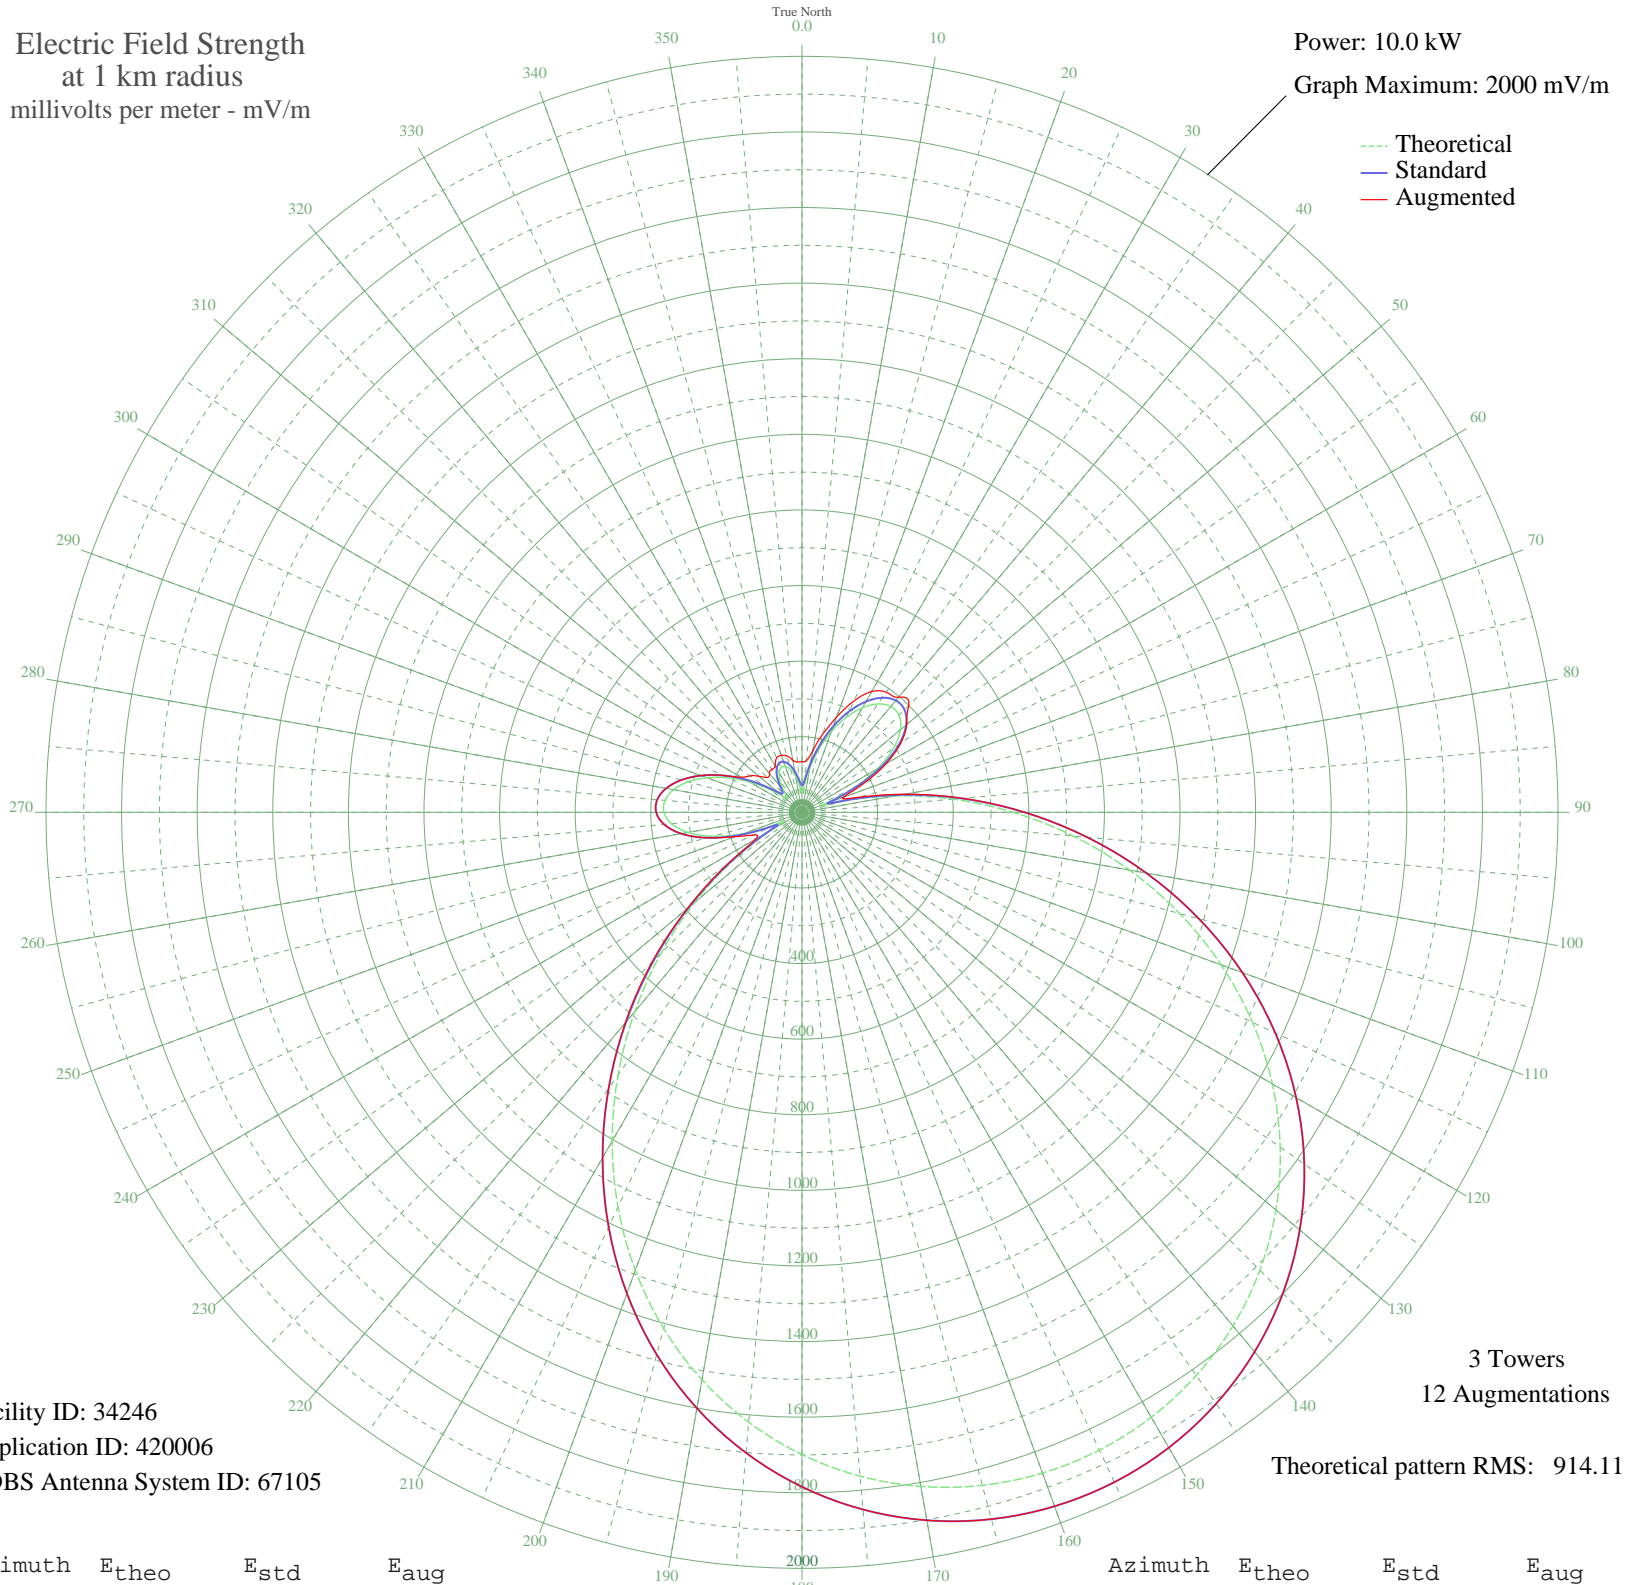 True North
0.0
Electric Field Strength
at 1 km radius
millivolts per meter - mV/m
Power: 10.0 kW
Graph Maximum: 2000 mV/m
Theoretical
Standard
Augmented
350
10
340
20
330
30
320
40
310
50
300
60
290
70
280
80
270
90
260
100
250
110
240
120
230
130
220
140
210
150
200
160
190
170
400
600
800
1000
1200
1400
1600
1800
2000
3 Towers
12 Augmentations
Theoretical pattern RMS: 914.11
cility ID: 34246
plication ID: 420006
DBS Antenna System ID: 67105
imuth Etheo Estd Eaug
Azimuth Etheo Estd Eaug